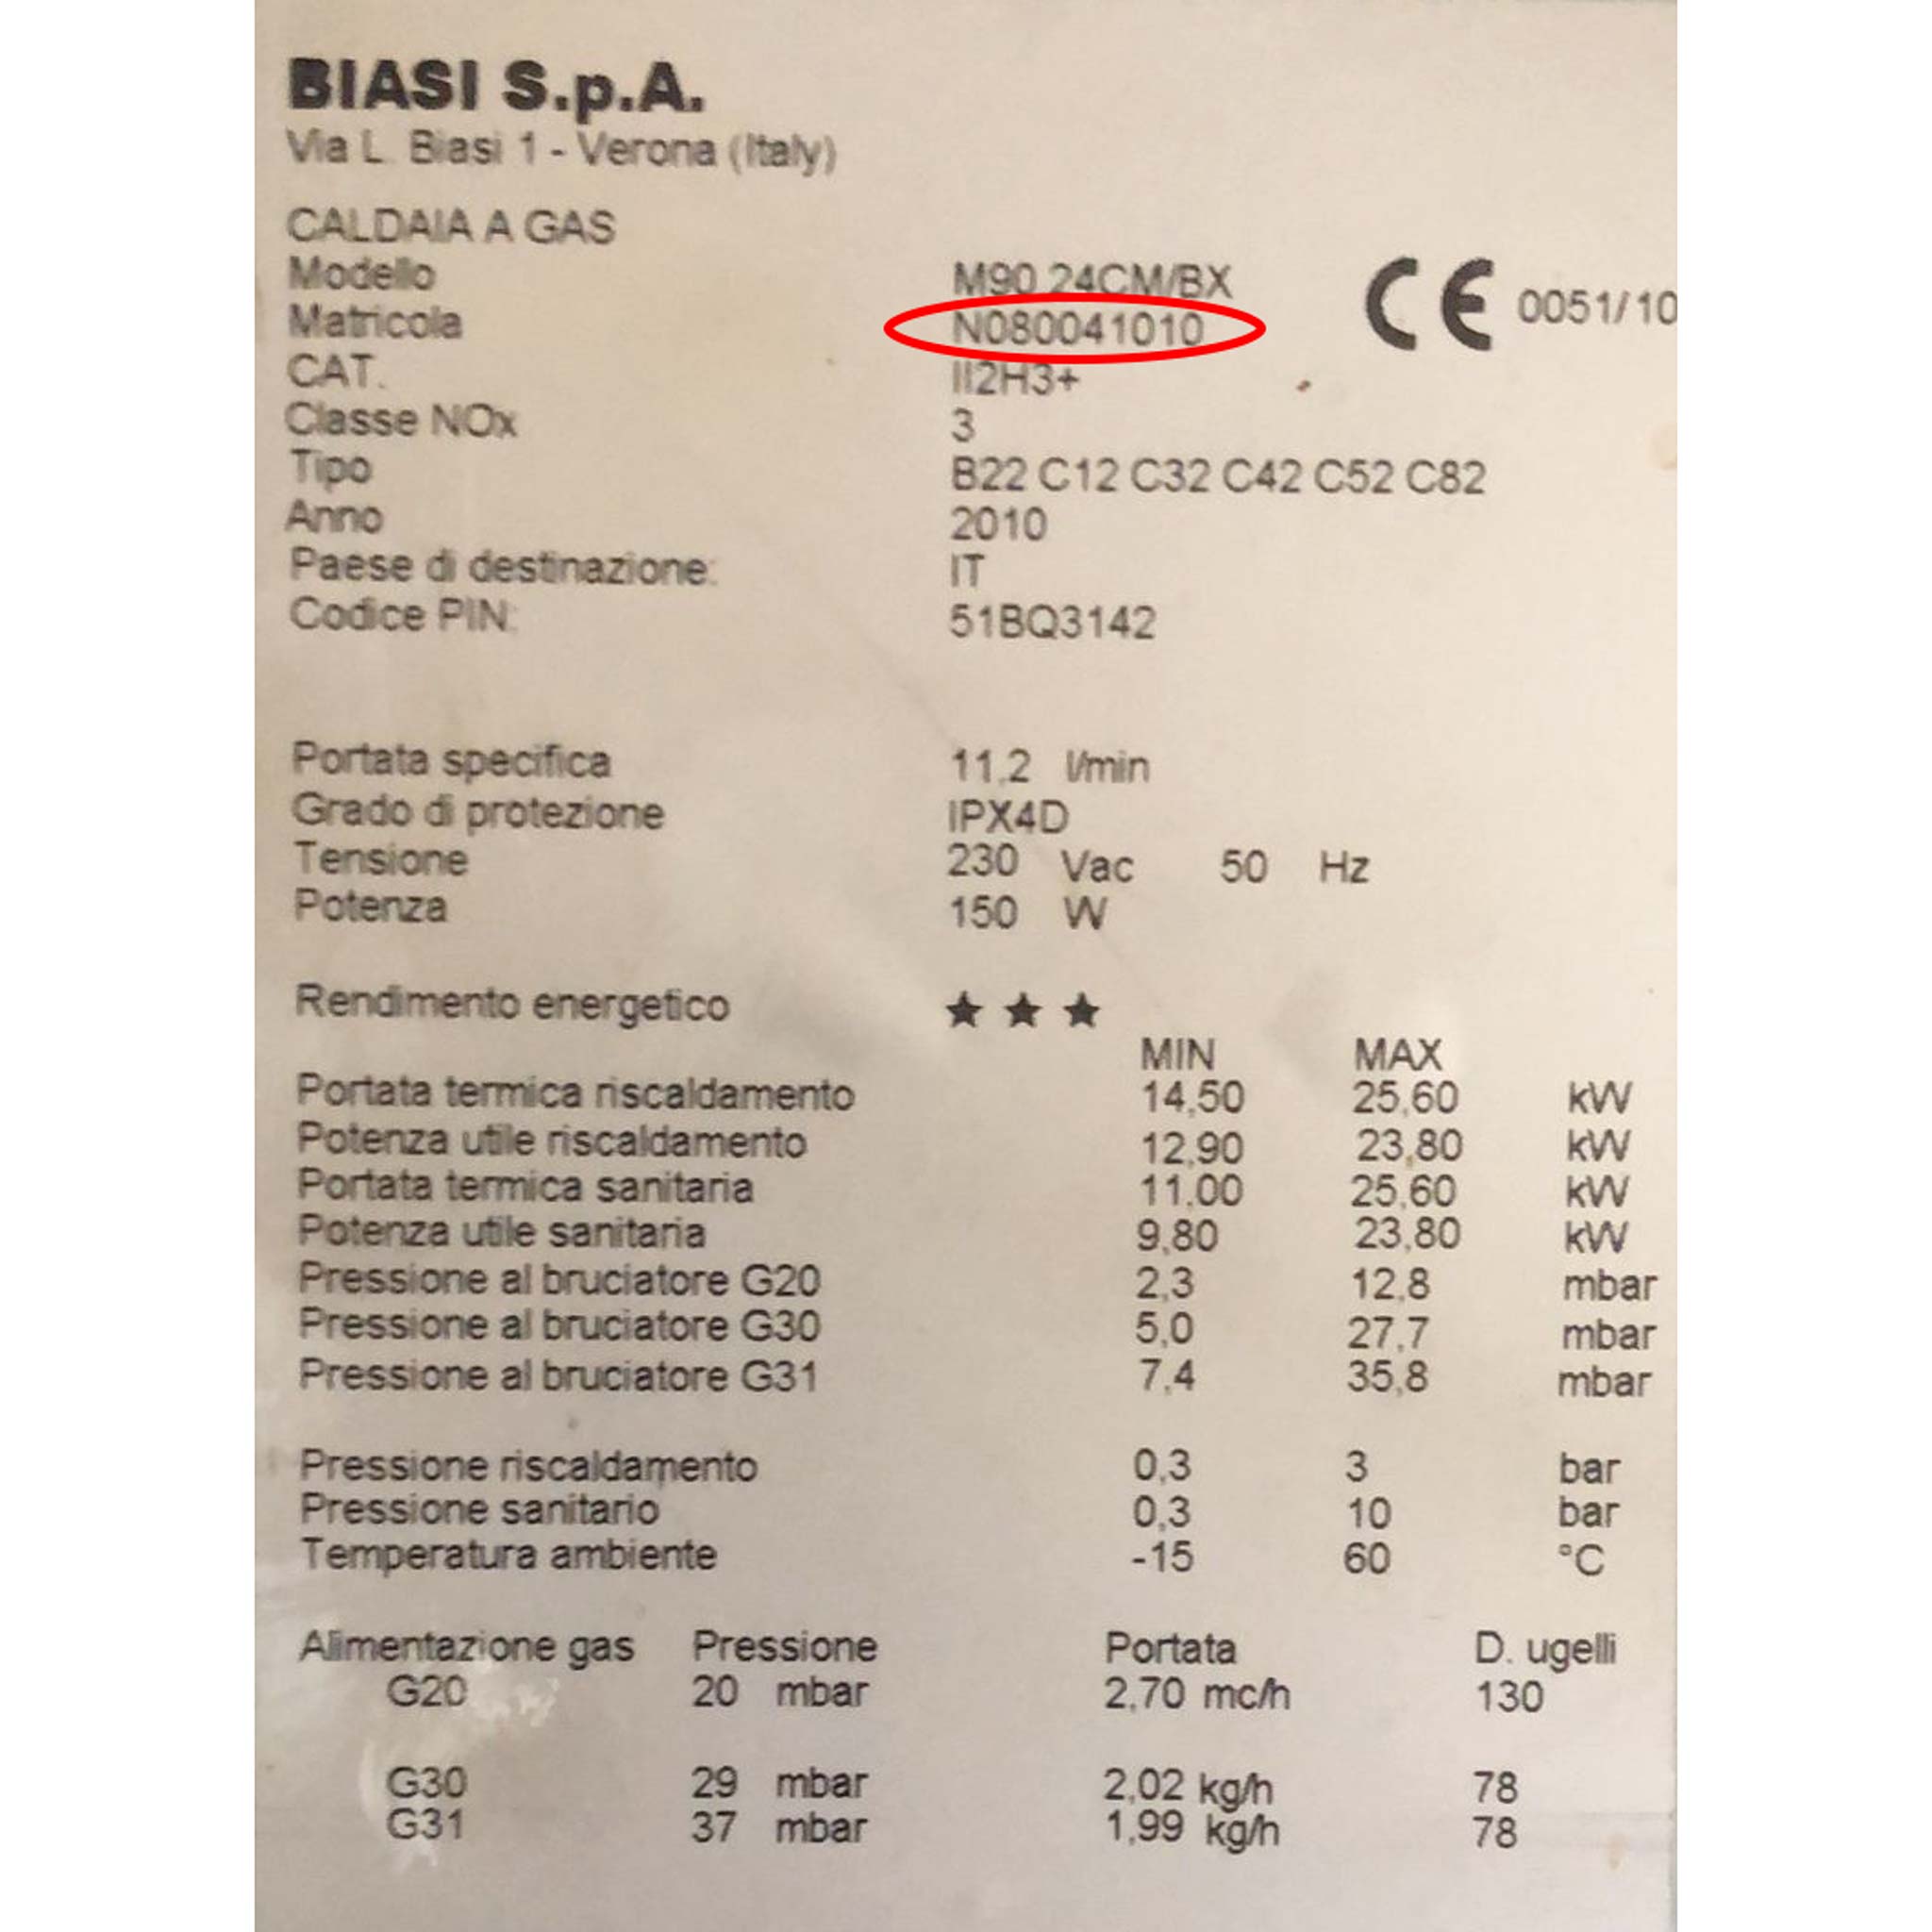 BIASI S.p.A.
Via L. Biasi 1 - Verona (Italy)
CALDAIA A GAS
Modello M90.24CM/BX
Matricola N080041010 CE 0051/10
CAT. II2H3+
Classe NOx 3
Tipo B22 C12 C32 C42 C52 C82
Anno 2010
Paese di destinazione: IT
Codice PIN: 51BQ3142
Portata specifica 11,2 l/min
Grado di protezione IPX4D
Tensione 230 Vac 50 Hz
Potenza 150 W
Rendimento energetico ★ ★ ★
MIN MAX
Portata termica riscaldamento 14,50 25,60 kW
Potenza utile riscaldamento 12,90 23,80 kW
Portata termica sanitaria 11,00 25,60 kW
Potenza utile sanitaria 9,80 23,80 kW
Pressione al bruciatore G20 2,3 12,8 mbar
Pressione al bruciatore G30 5,0 27,7 mbar
Pressione al bruciatore G31 7,4 35,8 mbar
Pressione riscaldamento 0,3 3 bar
Pressione sanitario 0,3 10 bar
Temperatura ambiente -15 60 °C
Alimentazione gas Pressione Portata D. ugelli
G20 20 mbar 2,70 mc/h 130
G30 29 mbar 2,02 kg/h 78
G31 37 mbar 1,99 kg/h 78